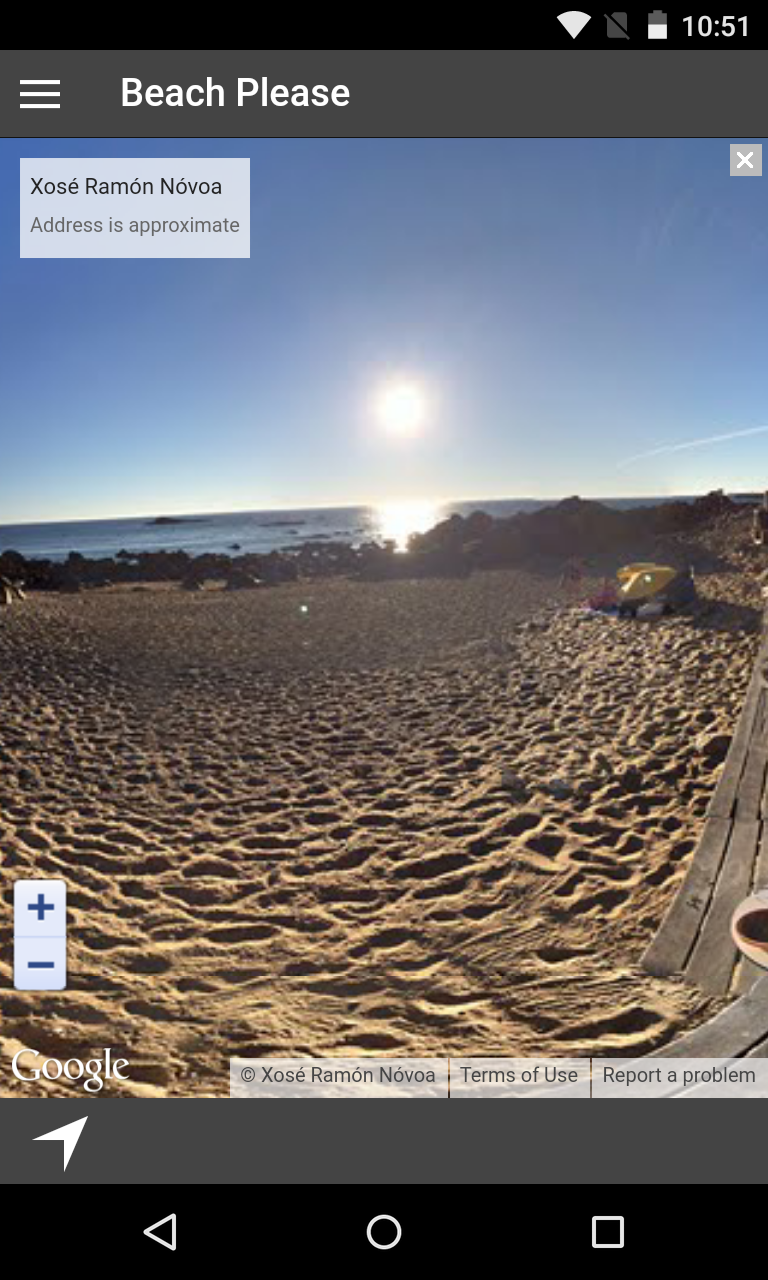 10:51
Beach Please
Xosé Ramón Nóvoa
Address is approximate
+
−
Google
© Xosé Ramón Nóvoa
Terms of Use
Report a problem